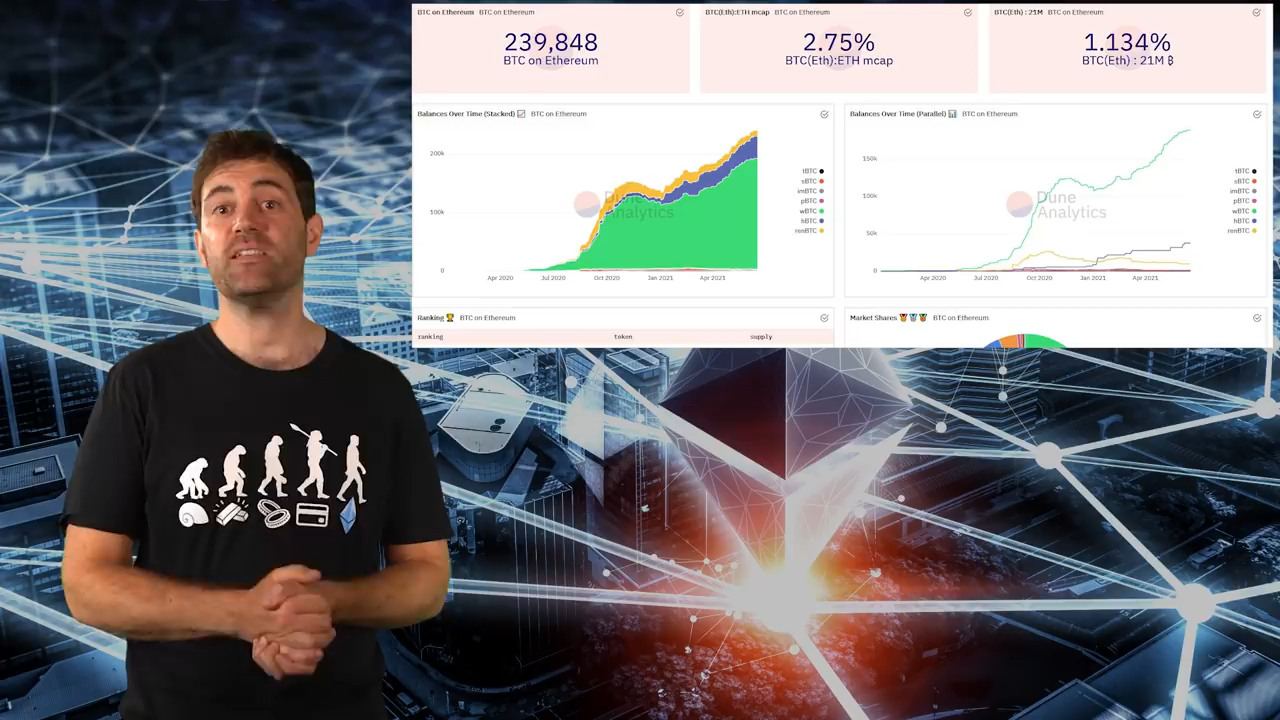 BTC on Ethereum BTC on Ethereum
239,848
BTC on Ethereum
BTC(Eth):ETH mcap BTC on Ethereum
2.75%
BTC(Eth):ETH mcap
BTC(Eth) : 21M BTC on Ethereum
1.134%
BTC(Eth) : 21M ₿
Balances Over Time (Stacked) BTC on Ethereum
200k
100k
0
Apr 2020 Jul 2020 Oct 2020 Jan 2021 Apr 2021
Dune
Analytics
tBTC
sBTC
imBTC
pBTC
wBTC
hBTC
renBTC
Balances Over Time (Parallel) BTC on Ethereum
150k
100k
50k
0
Apr 2020 Jul 2020 Oct 2020 Jan 2021 Apr 2021
Dune
Analytics
tBTC
sBTC
imBTC
pBTC
wBTC
hBTC
renBTC
Ranking BTC on Ethereum
ranking token supply
Market Shares BTC on Ethereum